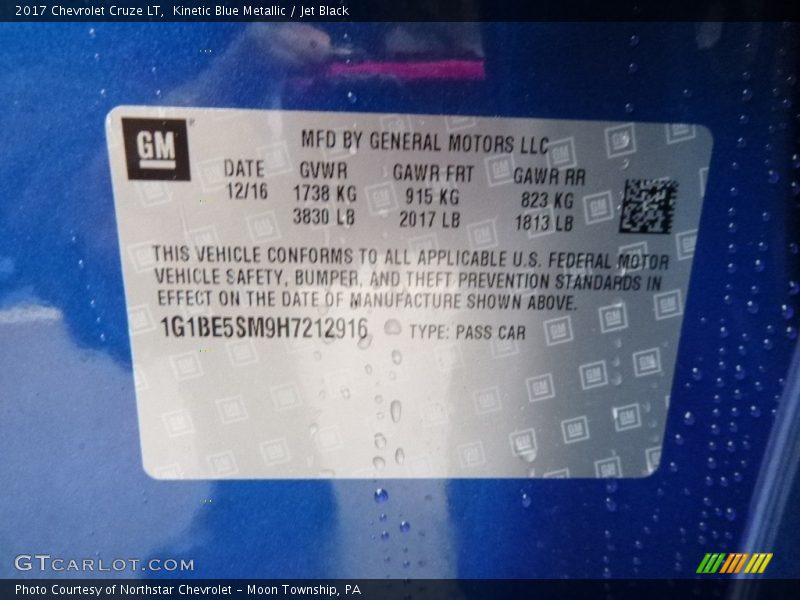 2017 Chevrolet Cruze LT,  Kinetic Blue Metallic / Jet Black
GM
MFD BY GENERAL MOTORS LLC
DATE GVWR GAWR FRT GAWR RR
12/16 1738 KG 915 KG 823 KG
3830 LB 2017 LB 1813 LB
THIS VEHICLE CONFORMS TO ALL APPLICABLE U.S. FEDERAL MOTOR
VEHICLE SAFETY, BUMPER, AND THEFT PREVENTION STANDARDS IN
EFFECT ON THE DATE OF MANUFACTURE SHOWN ABOVE.
1G1BE5SM9H7212916 TYPE: PASS CAR
GTCARLOT.COM
Photo Courtesy of Northstar Chevrolet - Moon Township, PA